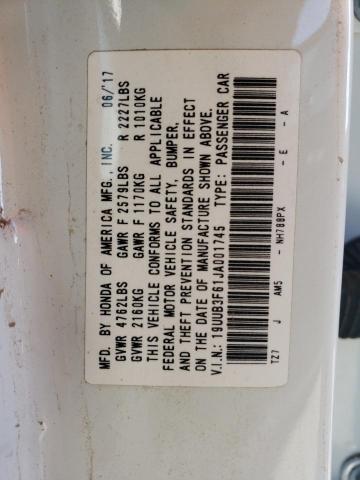 MFD. BY HONDA OF AMERICA MFG., INC. 06/'17
GVWR 4762LBS GAWR F 2579LBS R 2227LBS
GVWR 2160KG GAWR F 1170KG R 1010KG
THIS VEHICLE CONFORMS TO ALL APPLICABLE
FEDERAL MOTOR VEHICLE SAFETY, BUMPER,
AND THEFT PREVENTION STANDARDS IN EFFECT
ON THE DATE OF MANUFACTURE SHOWN ABOVE.
V.I.N.: 19UUB3F61JA001745 TYPE: PASSENGER CAR
TZ7 J AM5 - NH788PX - E - A